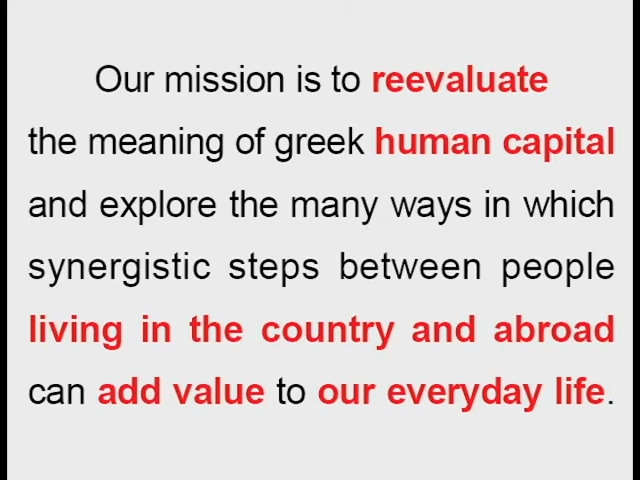 Our mission is to reevaluate
the meaning of greek human capital
and explore the many ways in which
synergistic steps between people
living in the country and abroad
can add value to our everyday life.